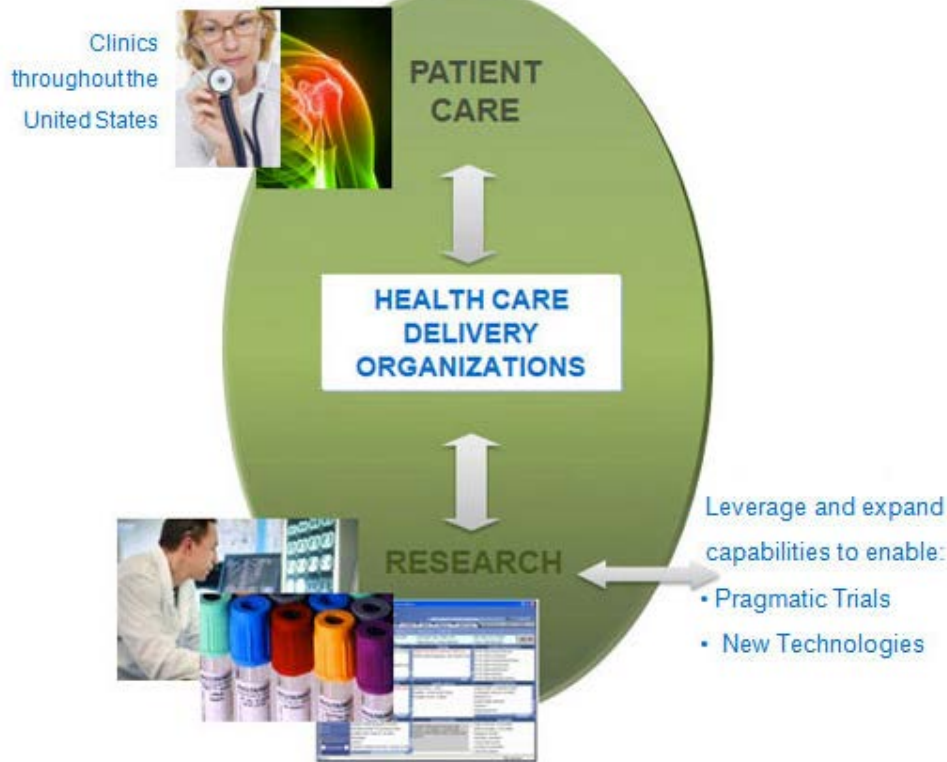 Clinics
throughout the
United States
PATIENT
CARE
HEALTH CARE
DELIVERY
ORGANIZATIONS
RESEARCH
Leverage and expand
capabilities to enable:
• Pragmatic Trials
• New Technologies